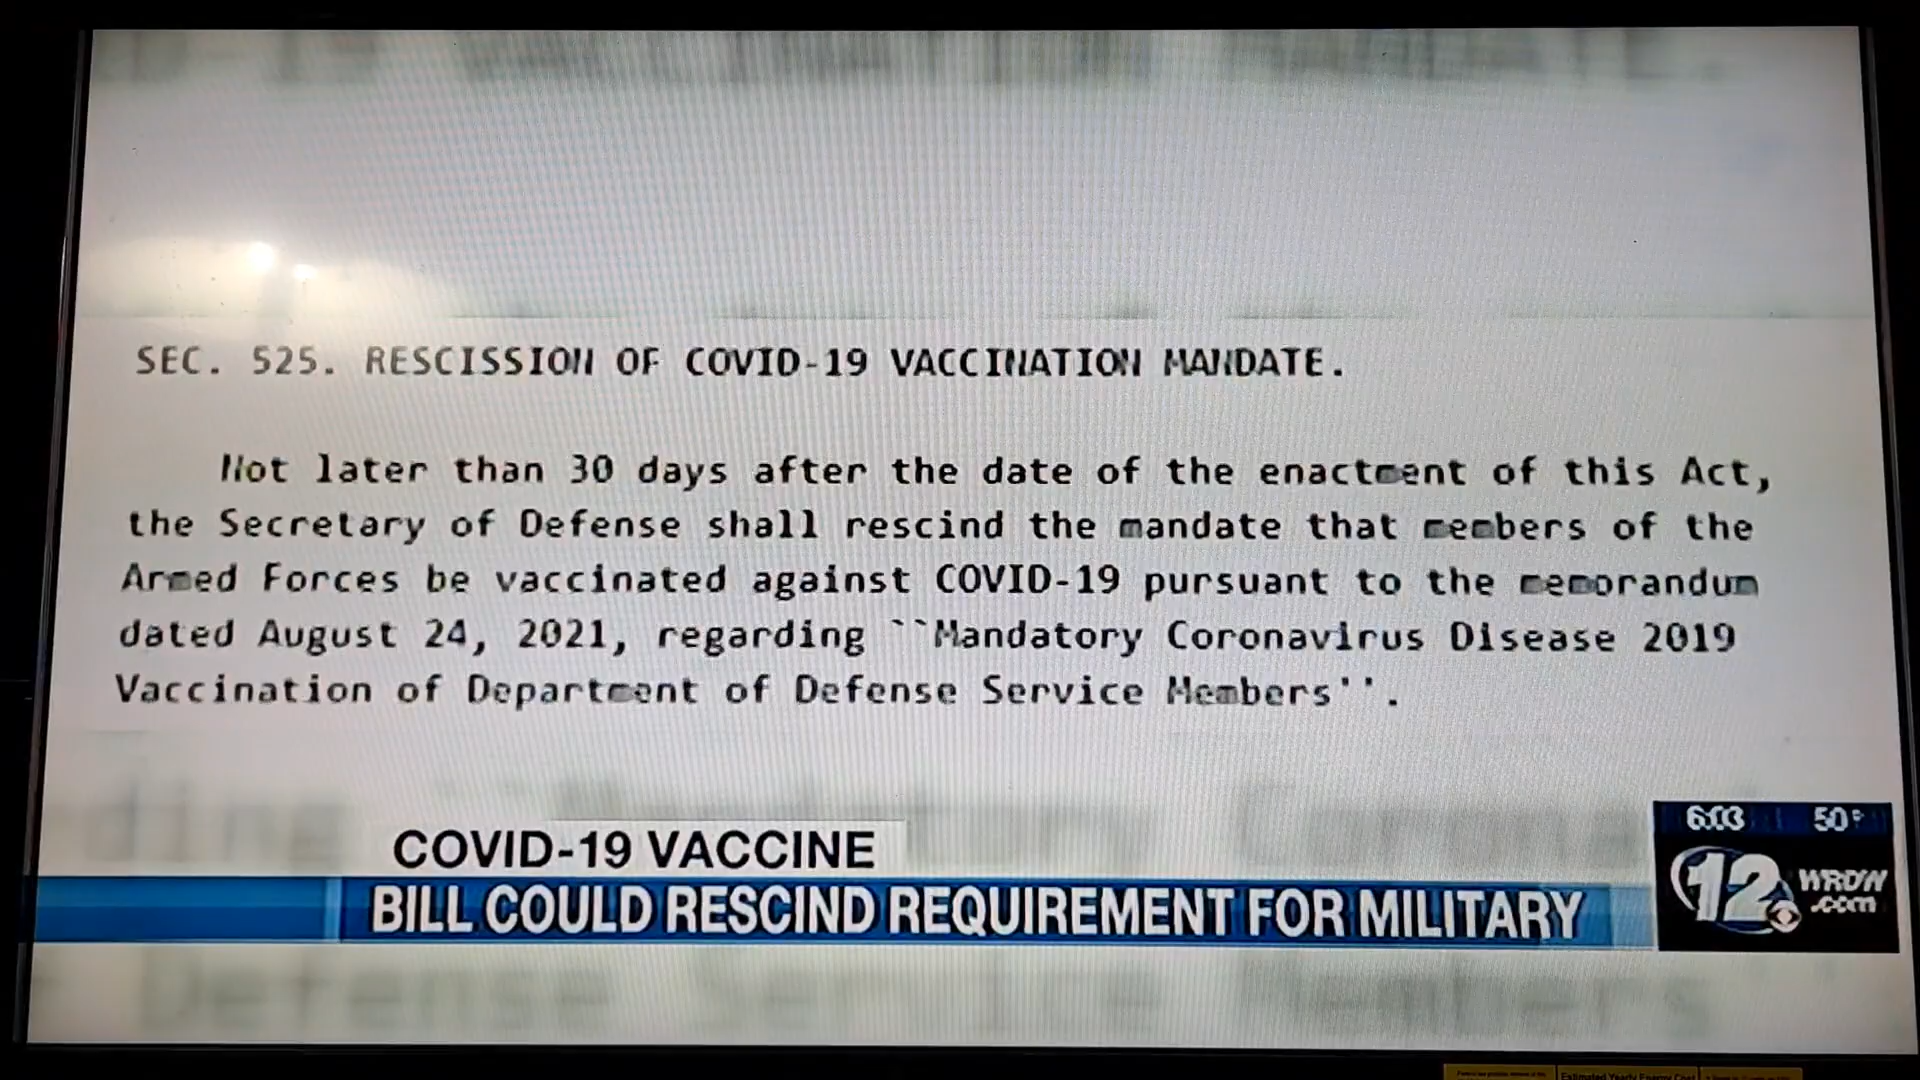 SEC. 525. RESCISSION OF COVID-19 VACCINATION MANDATE.
Not later than 30 days after the date of the enactment of this Act,
the Secretary of Defense shall rescind the mandate that members of the
Armed Forces be vaccinated against COVID-19 pursuant to the memorandum
dated August 24, 2021, regarding ``Mandatory Coronavirus Disease 2019
Vaccination of Department of Defense Service Members''.
COVID-19 VACCINE
BILL COULD RESCIND REQUIREMENT FOR MILITARY
6:03 50°
12 WRDW
.com
Estimated Yearly Energy Cost